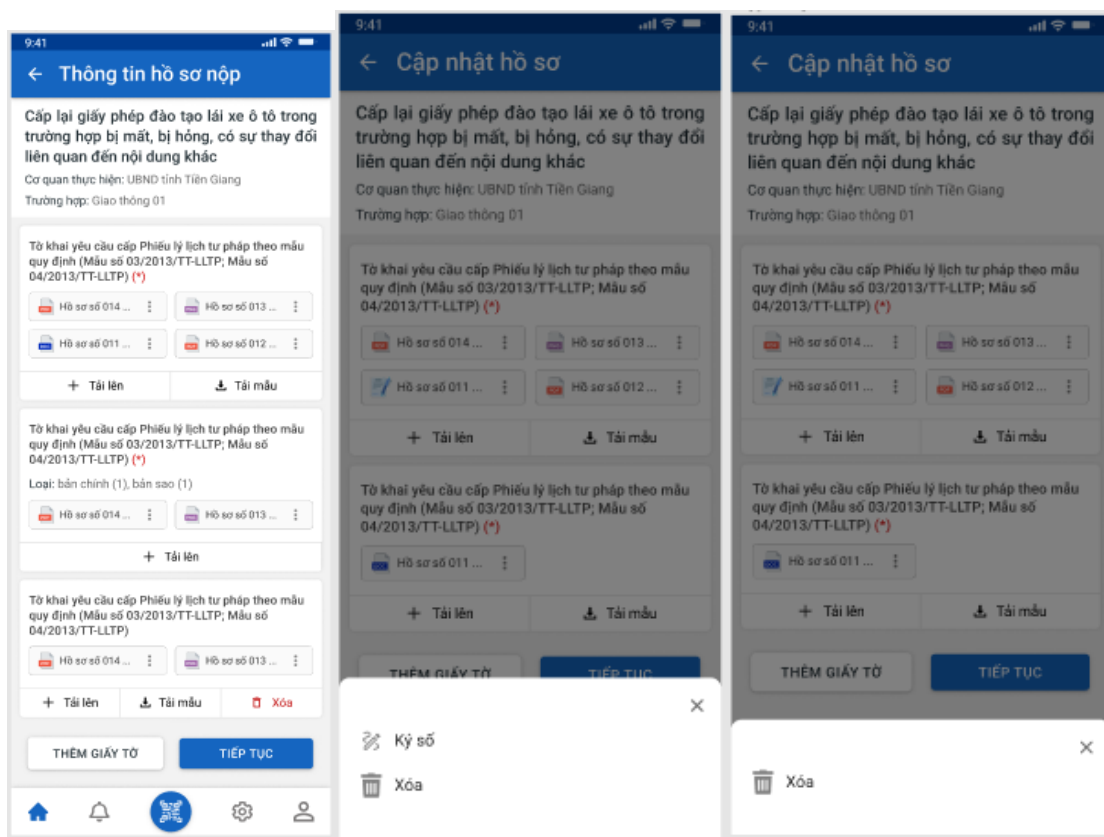 9:41
Thông tin hồ sơ nộp
Cấp lại giấy phép đào tạo lái xe ô tô trong
trường hợp bị mất, bị hỏng, có sự thay đổi
liên quan đến nội dung khác
Cơ quan thực hiện: UBND tỉnh Tiền Giang
Trường hợp: Giao thông 01
Tờ khai yêu cầu cấp Phiếu lý lịch tư pháp theo mẫu
quy định (Mẫu số 03/2013/TT-LLTP; Mẫu số
04/2013/TT-LLTP) (*)
Hồ sơ số 014 ...
Hồ sơ số 013 ...
Hồ sơ số 011 ...
Hồ sơ số 012 ...
+ Tải lên
Tải mẫu
Tờ khai yêu cầu cấp Phiếu lý lịch tư pháp theo mẫu
quy định (Mẫu số 03/2013/TT-LLTP; Mẫu số
04/2013/TT-LLTP) (*)
Loại: bản chính (1), bản sao (1)
Hồ sơ số 014 ...
Hồ sơ số 013 ...
+ Tải lên
Tờ khai yêu cầu cấp Phiếu lý lịch tư pháp theo mẫu
quy định (Mẫu số 03/2013/TT-LLTP; Mẫu số
04/2013/TT-LLTP)
Hồ sơ số 014 ...
Hồ sơ số 013 ...
+ Tải lên
Tải mẫu
Xóa
THÊM GIẤY TỜ
TIẾP TỤC
9:41
Cập nhật hồ sơ
Cấp lại giấy phép đào tạo lái xe ô tô trong
trường hợp bị mất, bị hỏng, có sự thay đổi
liên quan đến nội dung khác
Cơ quan thực hiện: UBND tỉnh Tiền Giang
Trường hợp: Giao thông 01
Tờ khai yêu cầu cấp Phiếu lý lịch tư pháp theo mẫu
quy định (Mẫu số 03/2013/TT-LLTP; Mẫu số
04/2013/TT-LLTP) (*)
Hồ sơ số 014 ...
Hồ sơ số 013 ...
Hồ sơ số 011 ...
Hồ sơ số 012 ...
+ Tải lên
Tải mẫu
Tờ khai yêu cầu cấp Phiếu lý lịch tư pháp theo mẫu
quy định (Mẫu số 03/2013/TT-LLTP; Mẫu số
04/2013/TT-LLTP) (*)
Hồ sơ số 011 ...
+ Tải lên
Tải mẫu
THÊM GIẤY TỜ
TIẾP TỤC
Ký số
Xóa
9:41
Cập nhật hồ sơ
Cấp lại giấy phép đào tạo lái xe ô tô trong
trường hợp bị mất, bị hỏng, có sự thay đổi
liên quan đến nội dung khác
Cơ quan thực hiện: UBND tỉnh Tiền Giang
Trường hợp: Giao thông 01
Tờ khai yêu cầu cấp Phiếu lý lịch tư pháp theo mẫu
quy định (Mẫu số 03/2013/TT-LLTP; Mẫu số
04/2013/TT-LLTP) (*)
Hồ sơ số 014 ...
Hồ sơ số 013 ...
Hồ sơ số 011 ...
Hồ sơ số 012 ...
+ Tải lên
Tải mẫu
Tờ khai yêu cầu cấp Phiếu lý lịch tư pháp theo mẫu
quy định (Mẫu số 03/2013/TT-LLTP; Mẫu số
04/2013/TT-LLTP) (*)
Hồ sơ số 011 ...
+ Tải lên
Tải mẫu
THÊM GIẤY TỜ
TIẾP TỤC
Xóa